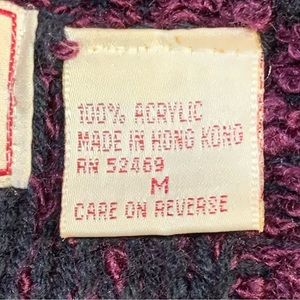 100% ACRYLIC
MADE IN HONG KONG
RN 52469
M
CARE ON REVERSE